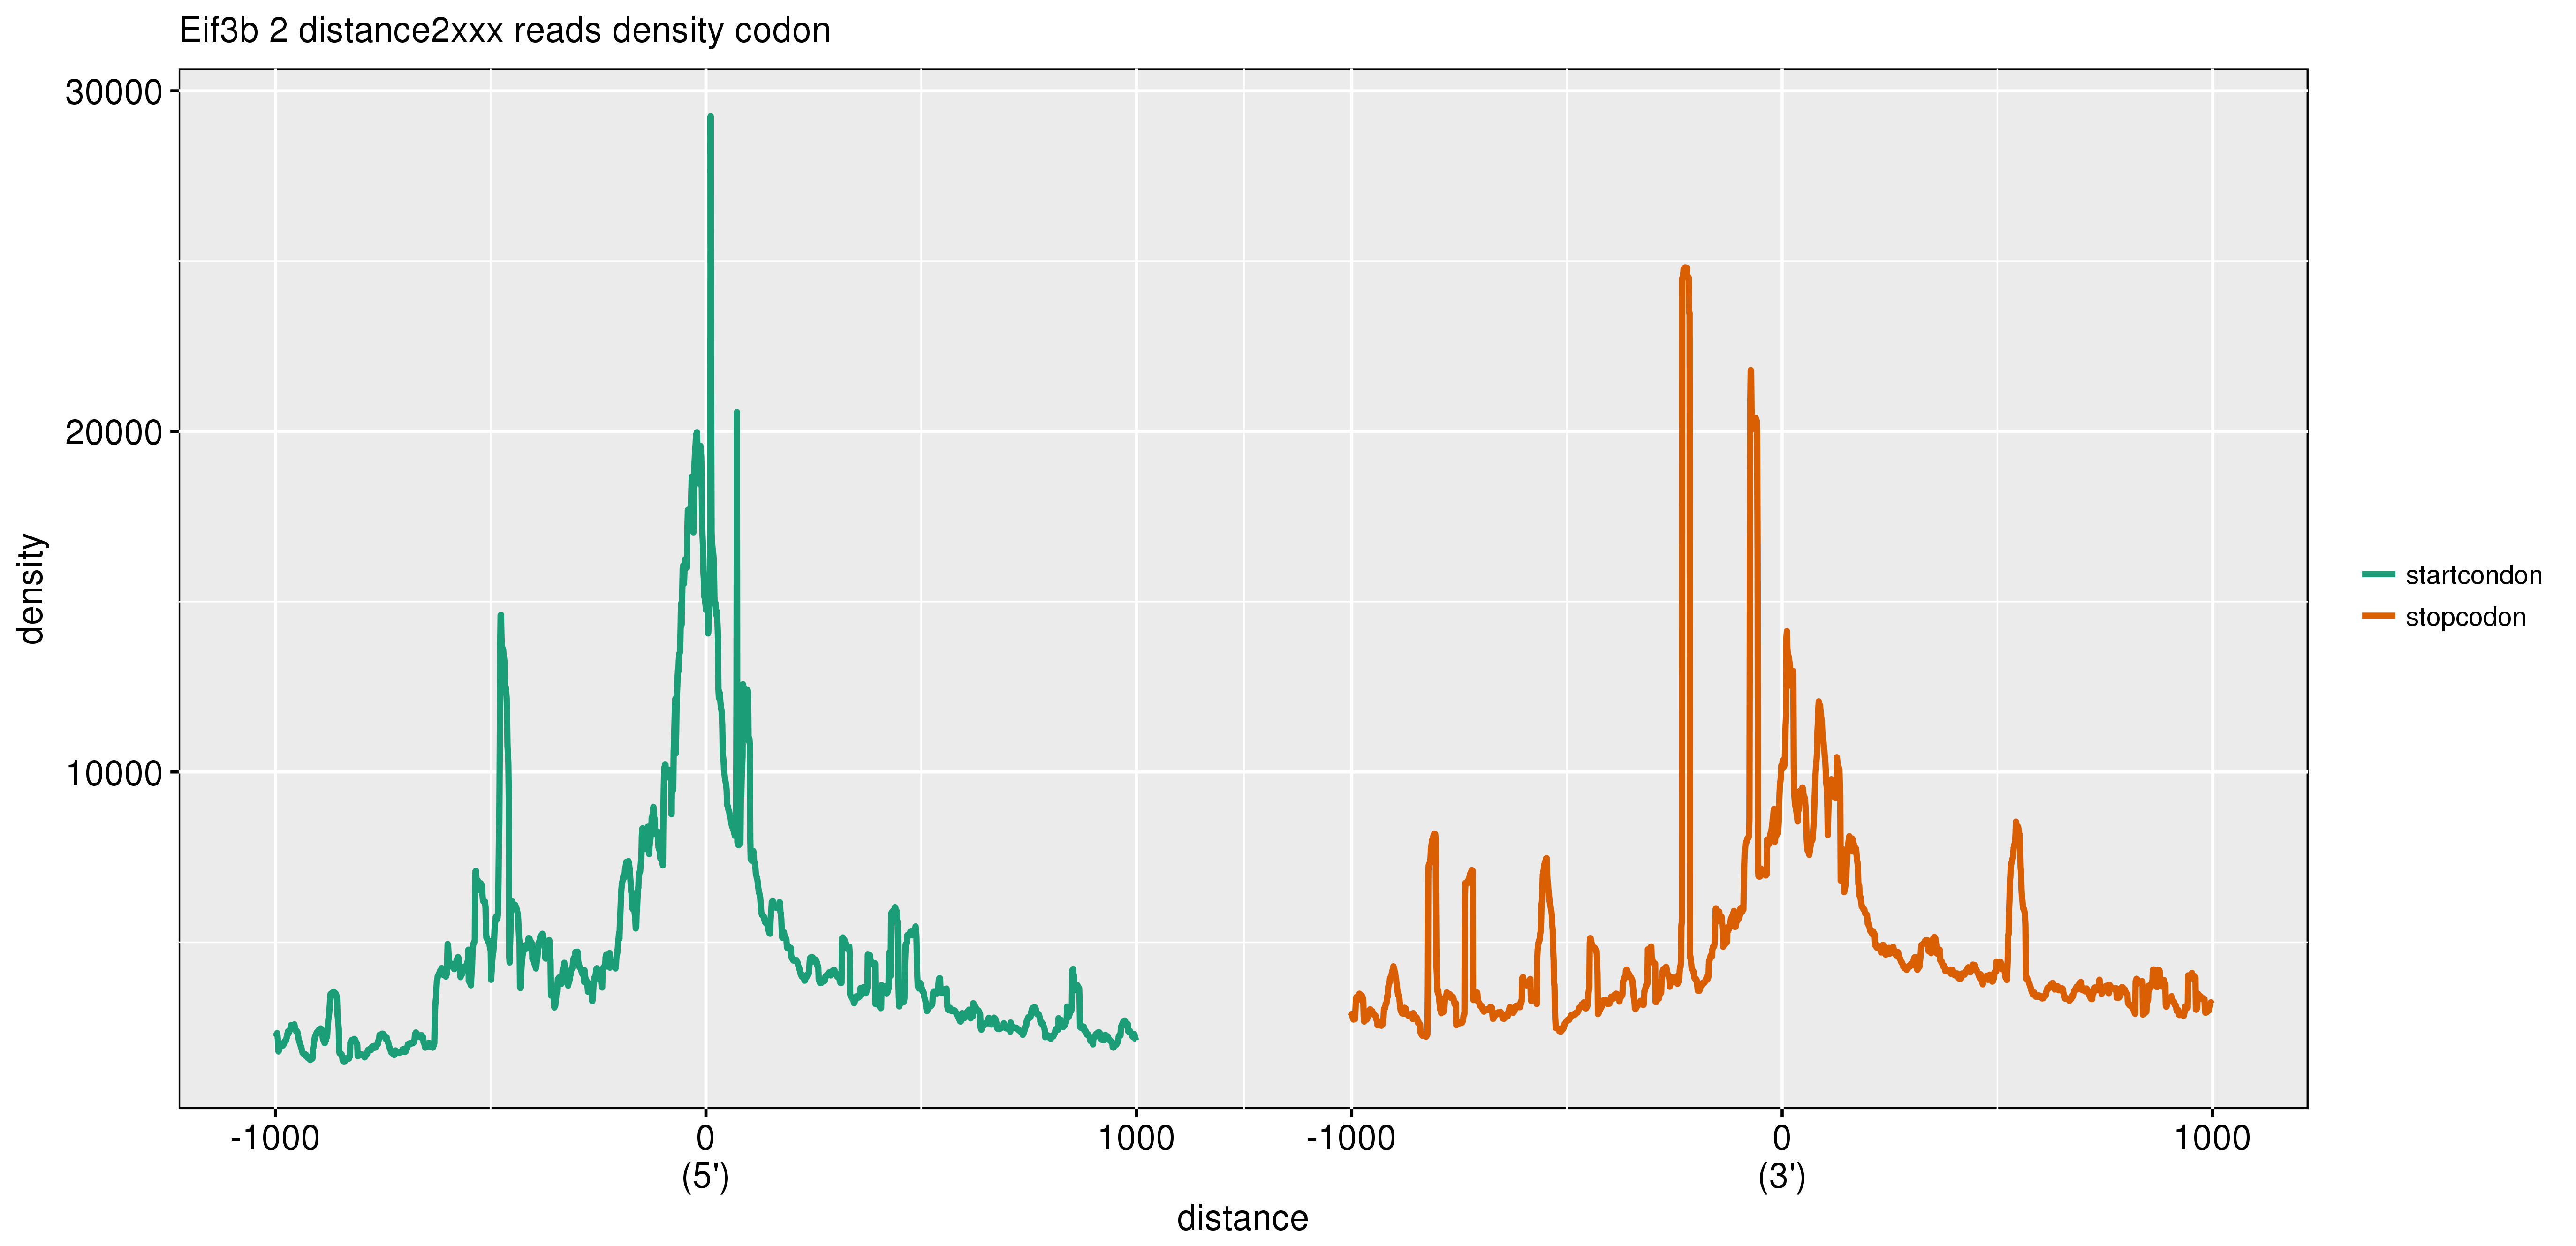 Eif3b 2 distance2xxx reads density codon
30000
20000
10000
density
-1000
0
(5')
1000
-1000
0
(3')
1000
distance
startcondon
stopcodon